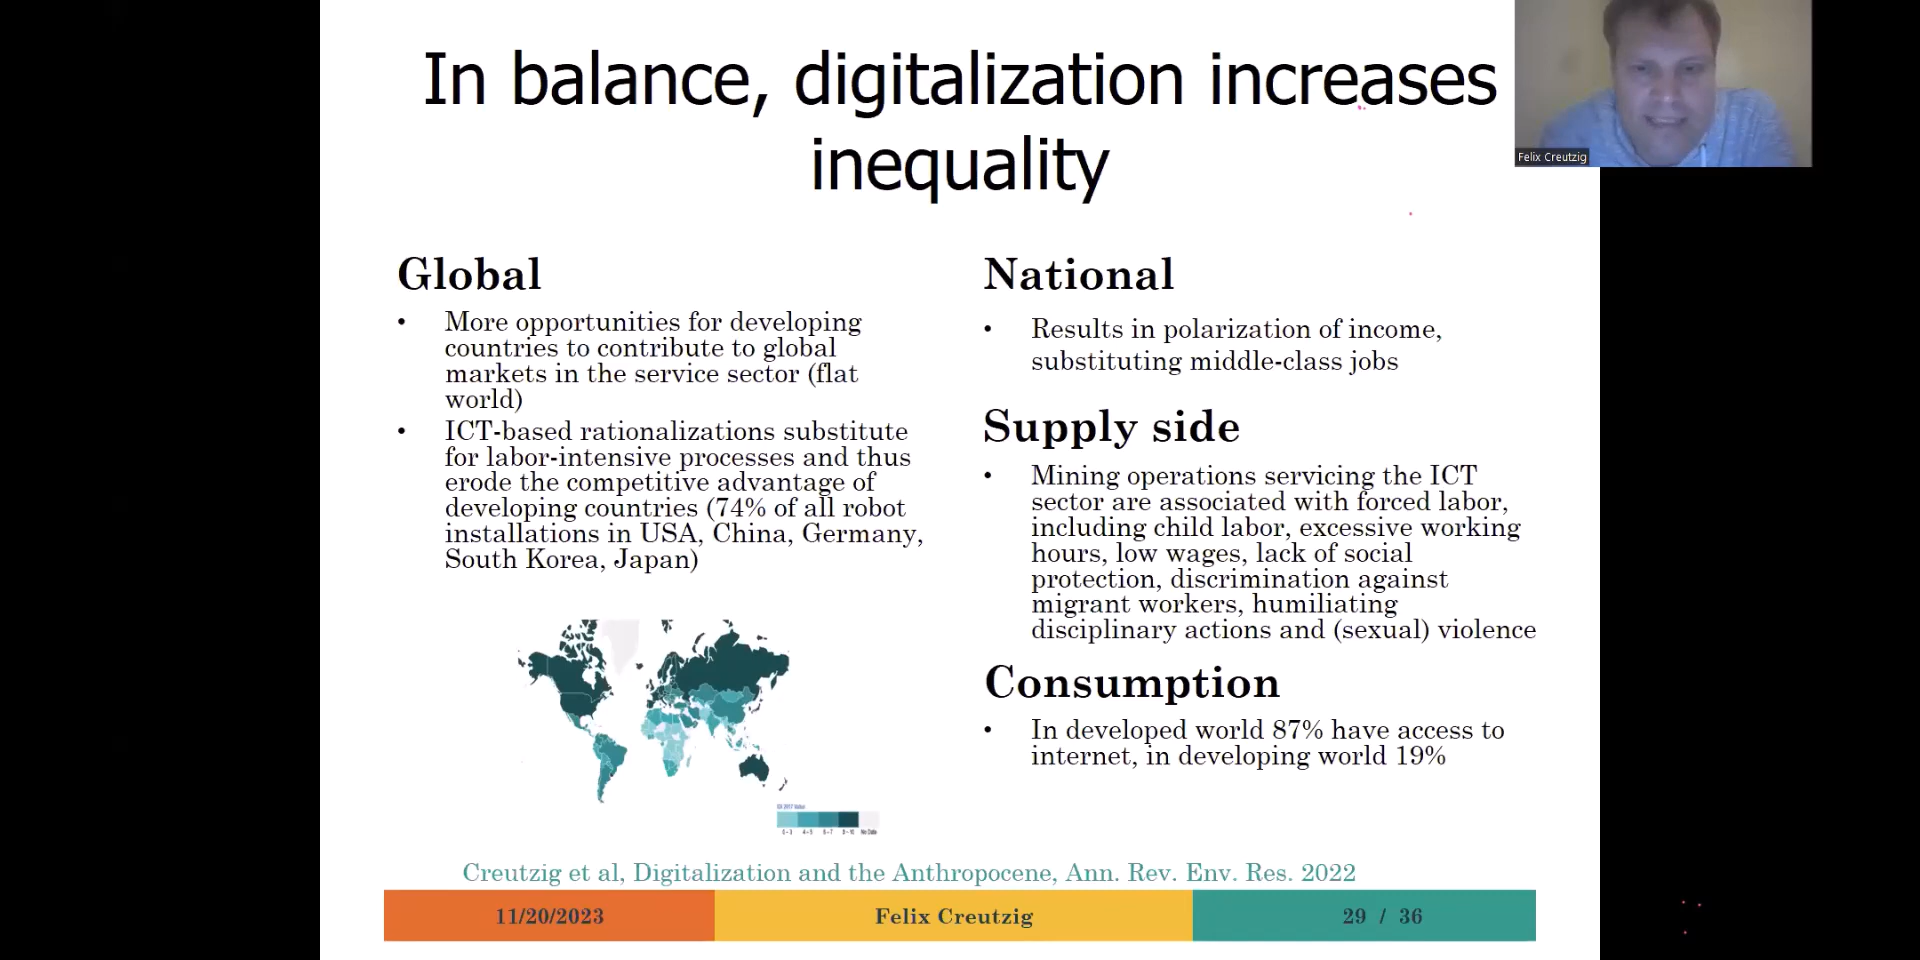 In balance, digitalization increases
inequality
Felix Creutzig
Global
• More opportunities for developing
countries to contribute to global
markets in the service sector (flat
world)
• ICT-based rationalizations substitute
for labor-intensive processes and thus
erode the competitive advantage of
developing countries (74% of all robot
installations in USA, China, Germany,
South Korea, Japan)
National
• Results in polarization of income,
substituting middle-class jobs
Supply side
• Mining operations servicing the ICT
sector are associated with forced labor,
including child labor, excessive working
hours, low wages, lack of social
protection, discrimination against
migrant workers, humiliating
disciplinary actions and (sexual) violence
Consumption
• In developed world 87% have access to
internet, in developing world 19%
No Data
Creutzig et al, Digitalization and the Anthropocene, Ann. Rev. Env. Res. 2022
11/20/2023
Felix Creutzig
29 / 36